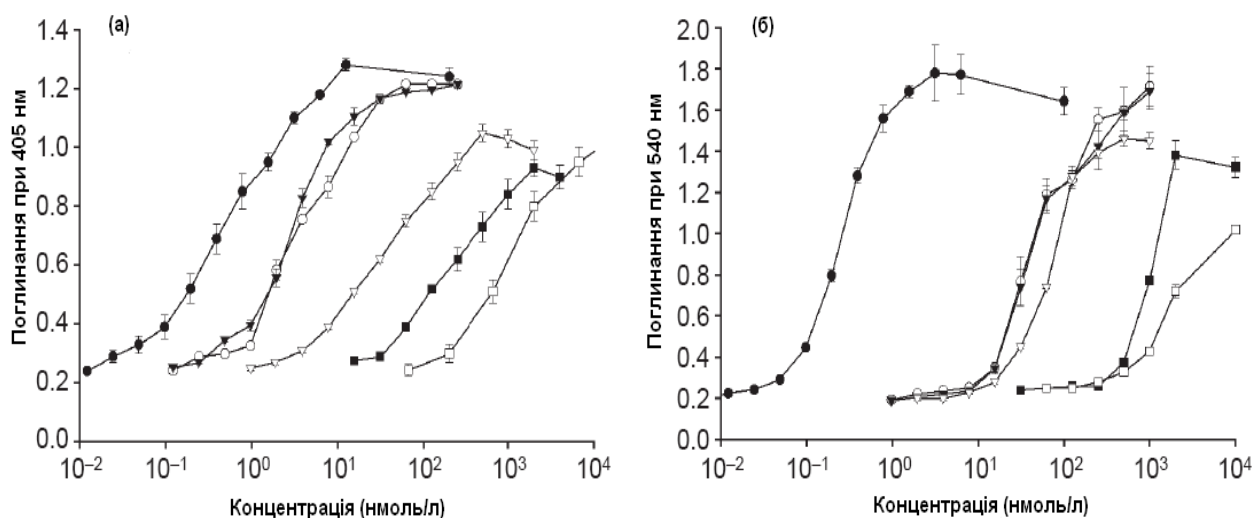 (а)
Поглинання при 405 нм
1.4
1.2
1.0
0.8
0.6
0.4
0.2
0.0
10⁻² 10⁻¹ 10⁰ 10¹ 10² 10³ 10⁴
Концентрація (нмоль/л)
(б)
Поглинання при 540 нм
2.0
1.8
1.6
1.4
1.2
1.0
0.8
0.6
0.4
0.2
0.0
10⁻² 10⁻¹ 10⁰ 10¹ 10² 10³ 10⁴
Концентрація (нмоль/л)